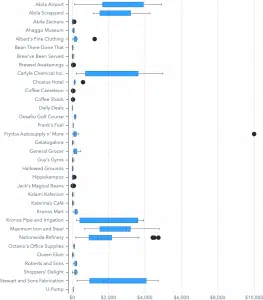 Abila Airport
Abila Scrapyard
Abila Zacharo
Ahaggo Museum
Albert's Fine Clothing
Bean There Done That
Brew've Been Served
Brewed Awakenings
Carlyle Chemical Inc.
Chostus Hotel
Coffee Cameleon
Coffee Shack
Daily Dealz
Desafio Golf Course
Frank's Fuel
Frydos Autosupply n' More
Gelatogalore
General Grocer
Guy's Gyros
Hallowed Grounds
Hippokampos
Jack's Magical Beans
Kalami Kafenion
Katerina's Café
Kronos Mart
Kronos Pipe and Irrigation
Maximum Iron and Steel
Nationwide Refinery
Octavio's Office Supplies
Ouzeri Elian
Roberts and Sons
Shoppers' Delight
Stewart and Sons Fabrication
U-Pump
$0
$2,000
$4,000
$6,000
$8,000
$10,000